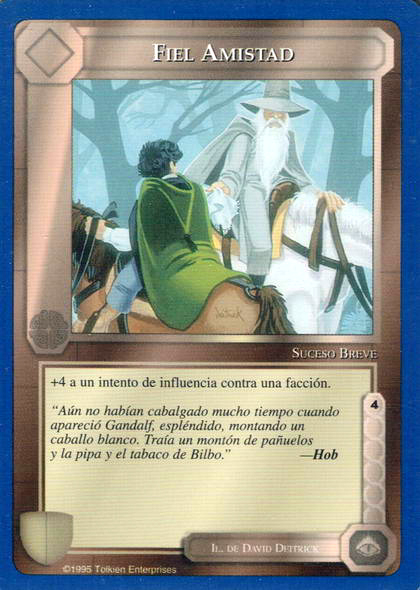 Fiel Amistad
Deitrick
Suceso Breve
+4 a un intento de influencia contra una facción.
4
“Aún no habían cabalgado mucho tiempo cuando
apareció Gandalf, espléndido, montando un
caballo blanco. Traía un montón de pañuelos
y la pipa y el tabaco de Bilbo.” —Hob
Il. de David Deitrick
©1995 Tolkien Enterprises